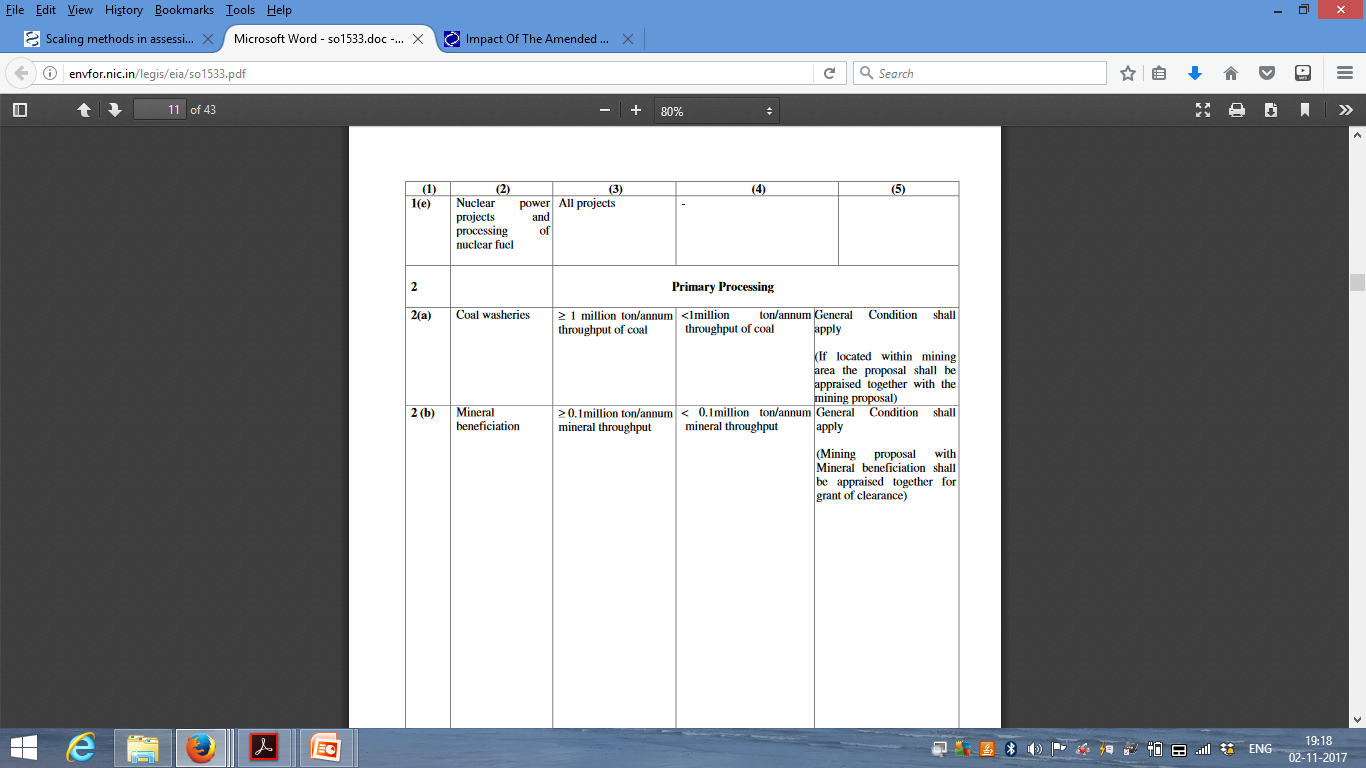 File Edit View History Bookmarks Tools Help
Scaling methods in assessi...
Microsoft Word - so1533.doc -...
Impact Of The Amended ...
envfor.nic.in/legis/eia/so1533.pdf
Search
11 of 43
80%
(1) (2) (3) (4) (5)
1(e) Nuclear power All projects -
projects and
processing of
nuclear fuel
2 Primary Processing
2(a) Coal washeries ≥ 1 million ton/annum <1million ton/annum General Condition shall
throughput of coal throughput of coal apply
(If located within mining
area the proposal shall be
appraised together with the
mining proposal)
2 (b) Mineral ≥ 0.1million ton/annum < 0.1million ton/annum General Condition shall
beneficiation mineral throughput mineral throughput apply
(Mining proposal with
Mineral beneficiation shall
be appraised together for
grant of clearance)
ENG
19:18
02-11-2017